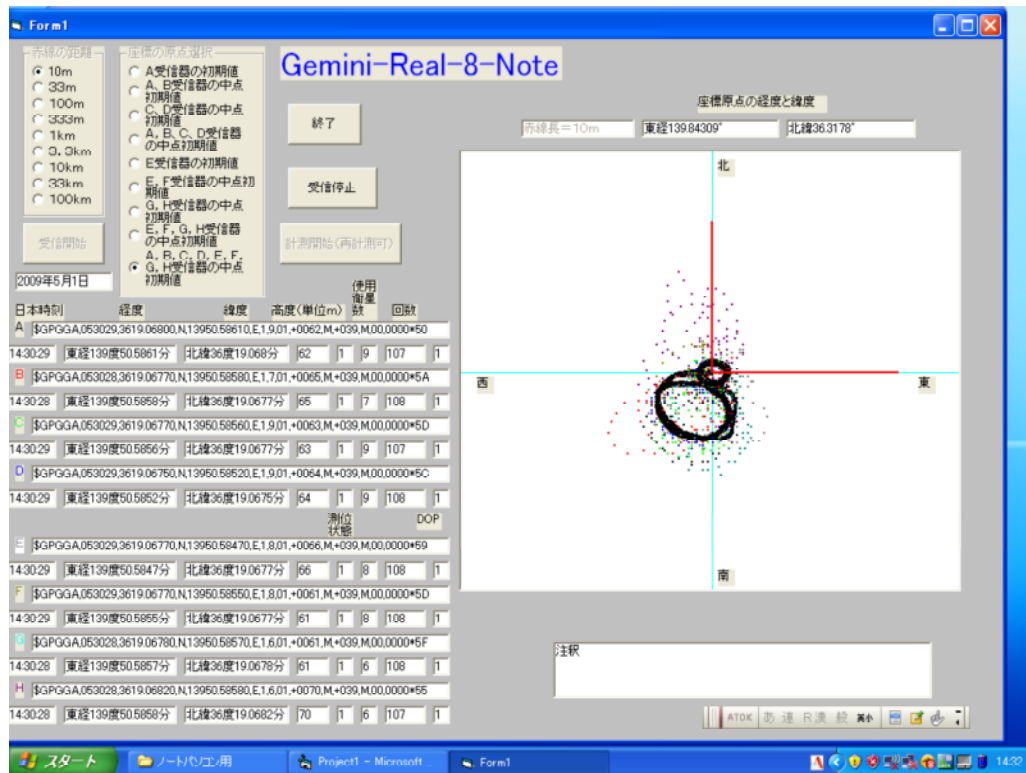 Form1
赤線の距離
10m
33m
100m
333m
1km
3.3km
10km
33km
100km
受信開始
2009年5月1日
座標の原点選択
A受信器の初期値
A、B受信器の中点
初期値
C、D受信器の中点
初期値
A，B、C、D受信器
の中点初期値
E受信器の初期値
E，F受信器の中点初
期値
G，H受信器の中点
初期値
E，F，G，H受信器
の中点初期値
A，B，C，D，E，F，
G，H受信器の中点
初期値
Gemini-Real-8-Note
終了
受信停止
計測開始(再計測可)
座標原点の経度と緯度
赤線長＝10m
東経139.84309°
北緯36.3178°
北
西
東
南
日本時刻 経度 緯度 高度(単位m) 使用衛星数 回数
A $GPGGA,053029,3619.06800,N,13950.58610,E,1,9,01,+0062,M,+039,M,00,0000*50
14:30:29 東経139度50.5861分 北緯36度19.068分 62 1 9 107 1
B $GPGGA,053028,3619.06770,N,13950.58580,E,1,7,01,+0065,M,+039,M,00,0000*5A
14:30:28 東経139度50.5858分 北緯36度19.0677分 65 1 7 108 1
C $GPGGA,053029,3619.06770,N,13950.58560,E,1,9,01,+0063,M,+039,M,00,0000*5D
14:30:29 東経139度50.5856分 北緯36度19.0677分 63 1 9 107 1
D $GPGGA,053029,3619.06750,N,13950.58520,E,1,9,01,+0064,M,+039,M,00,0000*5C
14:30:29 東経139度50.5852分 北緯36度19.0675分 64 1 9 108 1
測位状態 DOP
E $GPGGA,053029,3619.06770,N,13950.58470,E,1,8,01,+0066,M,+039,M,00,0000*59
14:30:29 東経139度50.5847分 北緯36度19.0677分 66 1 8 108 1
F $GPGGA,053029,3619.06770,N,13950.58550,E,1,8,01,+0061,M,+039,M,00,0000*5D
14:30:29 東経139度50.5855分 北緯36度19.0677分 61 1 8 108 1
G $GPGGA,053028,3619.06780,N,13950.58570,E,1,6,01,+0061,M,+039,M,00,0000*5F
14:30:28 東経139度50.5857分 北緯36度19.0678分 61 1 6 108 1
H $GPGGA,053028,3619.06820,N,13950.58580,E,1,6,01,+0070,M,+039,M,00,0000*55
14:30:28 東経139度50.5858分 北緯36度19.0682分 70 1 6 107 1
注釈
ATOK あ 連 R漢 般 英小
スタート ノートパソコン用 Project1 - Microsoft ... Form1 A 14:32